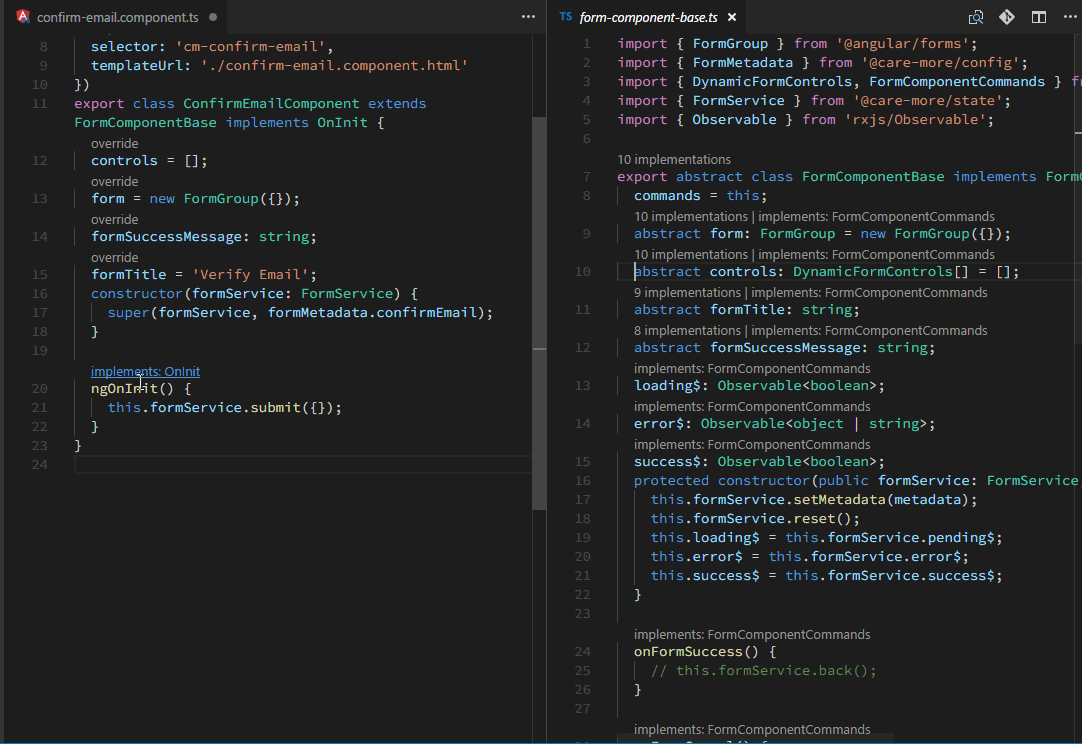 confirm-email.component.ts
8 selector: 'cm-confirm-email',
9 templateUrl: './confirm-email.component.html'
10 })
11 export class ConfirmEmailComponent extends
FormComponentBase implements OnInit {
override
12 controls = [];
override
13 form = new FormGroup({});
override
14 formSuccessMessage: string;
override
15 formTitle = 'Verify Email';
16 constructor(formService: FormService) {
17 super(formService, formMetadata.confirmEmail);
18 }
19
implements: OnInit
20 ngOnInit() {
21 this.formService.submit({});
22 }
23 }
24
TS form-component-base.ts
1 import { FormGroup } from '@angular/forms';
2 import { FormMetadata } from '@care-more/config';
3 import { DynamicFormControls, FormComponentCommands } f
4 import { FormService } from '@care-more/state';
5 import { Observable } from 'rxjs/Observable';
6
10 implementations
7 export abstract class FormComponentBase implements Form
8 commands = this;
10 implementations | implements: FormComponentCommands
9 abstract form: FormGroup = new FormGroup({});
10 implementations | implements: FormComponentCommands
10 abstract controls: DynamicFormControls[] = [];
9 implementations | implements: FormComponentCommands
11 abstract formTitle: string;
8 implementations | implements: FormComponentCommands
12 abstract formSuccessMessage: string;
implements: FormComponentCommands
13 loading$: Observable<boolean>;
implements: FormComponentCommands
14 error$: Observable<object | string>;
implements: FormComponentCommands
15 success$: Observable<boolean>;
16 protected constructor(public formService: FormService
17 this.formService.setMetadata(metadata);
18 this.formService.reset();
19 this.loading$ = this.formService.pending$;
20 this.error$ = this.formService.error$;
21 this.success$ = this.formService.success$;
22 }
23
implements: FormComponentCommands
24 onFormSuccess() {
25 // this.formService.back();
26 }
27
implements: FormComponentCommands